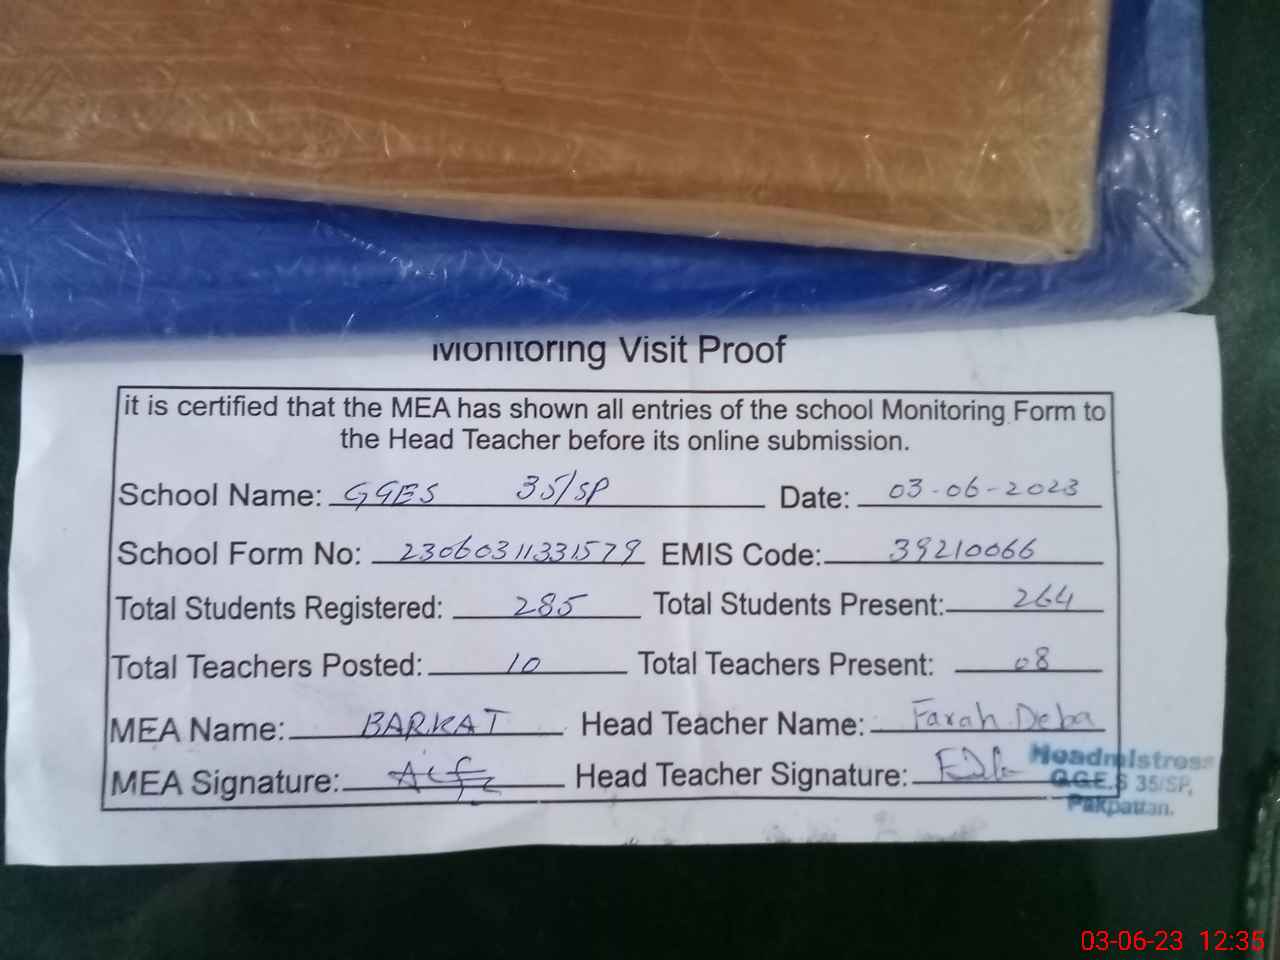 Monitoring Visit Proof
it is certified that the MEA has shown all entries of the school Monitoring Form to
the Head Teacher before its online submission.
School Name: GGES 35/SP Date: 03-06-2023
School Form No: 23060311331579 EMIS Code: 39210066
Total Students Registered: 285 Total Students Present: 264
Total Teachers Posted: 10 Total Teachers Present: 08
MEA Name: BARKAT Head Teacher Name: Farah Deba
MEA Signature: Head Teacher Signature:
Headmistress
G.G.E.S 35/SP,
Pakpattan.
03-06-23 12:35